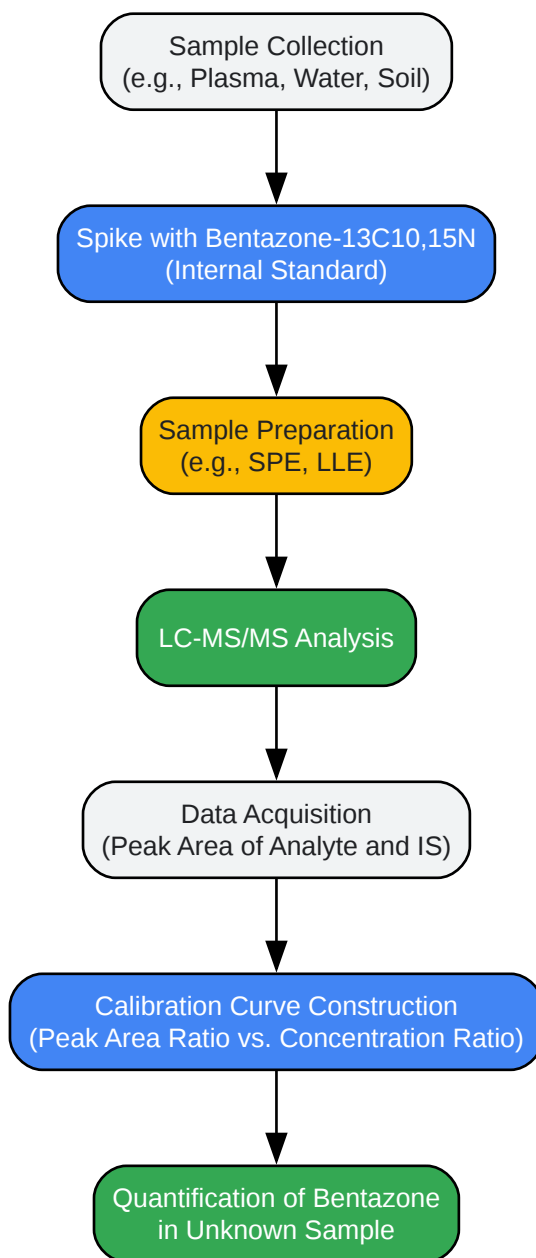 Sample Collection
(e.g., Plasma, Water, Soil)
Spike with Bentazone-13C10,15N
(Internal Standard)
Sample Preparation
(e.g., SPE, LLE)
LC-MS/MS Analysis
Data Acquisition
(Peak Area of Analyte and IS)
Calibration Curve Construction
(Peak Area Ratio vs. Concentration Ratio)
Quantification of Bentazone
in Unknown Sample